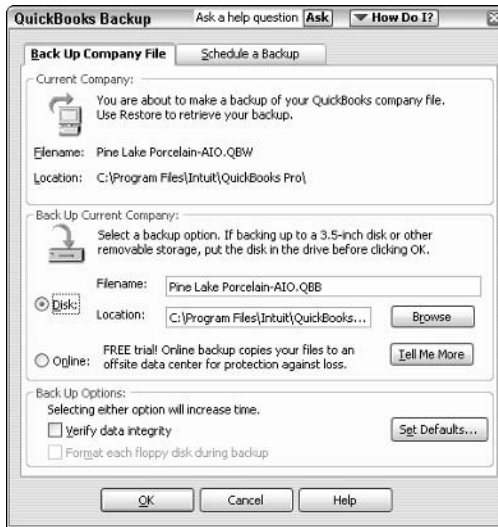 QuickBooks Backup
Ask a help question Ask
How Do I?
Back Up Company File
Schedule a Backup
Current Company:
You are about to make a backup of your QuickBooks company file.
Use Restore to retrieve your backup.
Filename: Pine Lake Porcelain-AIO.QBW
Location: C:\Program Files\Intuit\QuickBooks Pro\
Back Up Current Company:
Select a backup option. If backing up to a 3.5-inch disk or other
removable storage, put the disk in the drive before clicking OK.
Disk:
Filename: Pine Lake Porcelain-AIO.QBB
Location: C:\Program Files\Intuit\QuickBooks... Browse
Online:
FREE trial! Online backup copies your files to an
offsite data center for protection against loss.
Tell Me More
Back Up Options:
Selecting either option will increase time.
Verify data integrity
Set Defaults...
Format each floppy disk during backup
OK Cancel Help